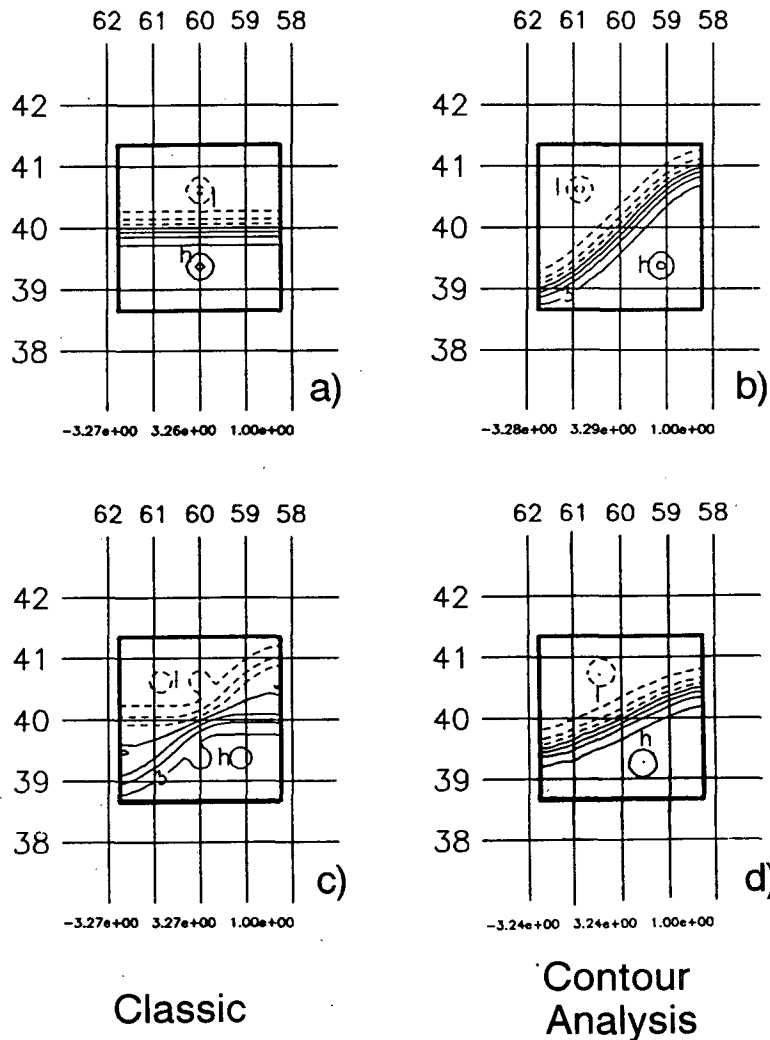 62 61 60 59 58
62 61 60 59 58
42
42
41
41
l
l
40
40
h
h
39
39
3
38
38
a)
b)
-3.27e+00 3.26e+00 1.00e+00
-3.28e+00 3.29e+00 1.00e+00
62 61 60 59 58
62 61 60 59 58
42
42
41
41
l
l
40
40
h
h
39
39
3
38
38
c)
d)
-3.27e+00 3.27e+00 1.00e+00
-3.24e+00 3.24e+00 1.00e+00
Classic
Contour
Analysis